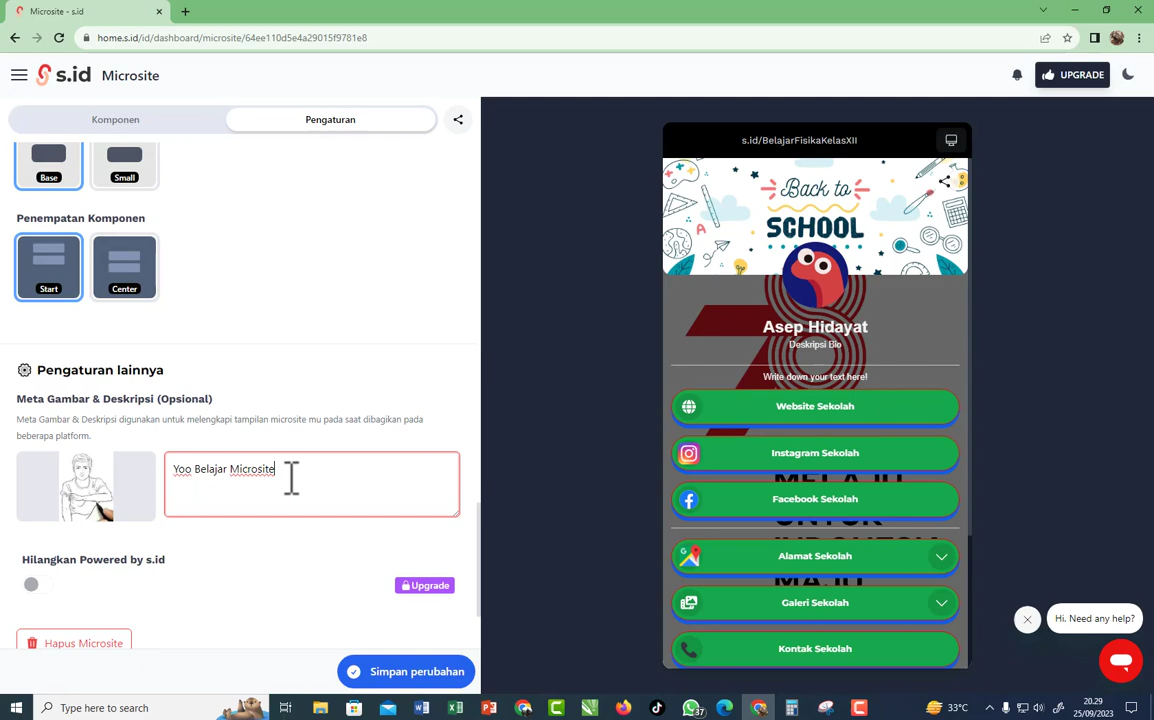 Microsite - s.id
home.s.id/id/dashboard/microsite/64ee110d5e4a29015f9781e8
s.id Microsite
UPGRADE
Komponen
Pengaturan
Base
Small
Penempatan Komponen
Start
Center
Pengaturan lainnya
Meta Gambar & Deskripsi (Opsional)
Meta Gambar & Deskripsi digunakan untuk melengkapi tampilan microsite mu pada saat dibagikan pada
beberapa platform.
Yoo Belajar Microsite
Hilangkan Powered by s.id
Upgrade
Hapus Microsite
Simpan perubahan
s.id/BelajarFisikaKelasXII
Back to
SCHOOL
Asep Hidayat
Deskripsi Bio
Write down your text here!
Website Sekolah
Instagram Sekolah
Facebook Sekolah
Alamat Sekolah
Galeri Sekolah
MAJU
Kontak Sekolah
Hi. Need any help?
Type here to search
37
33°C
20.29
25/09/2023